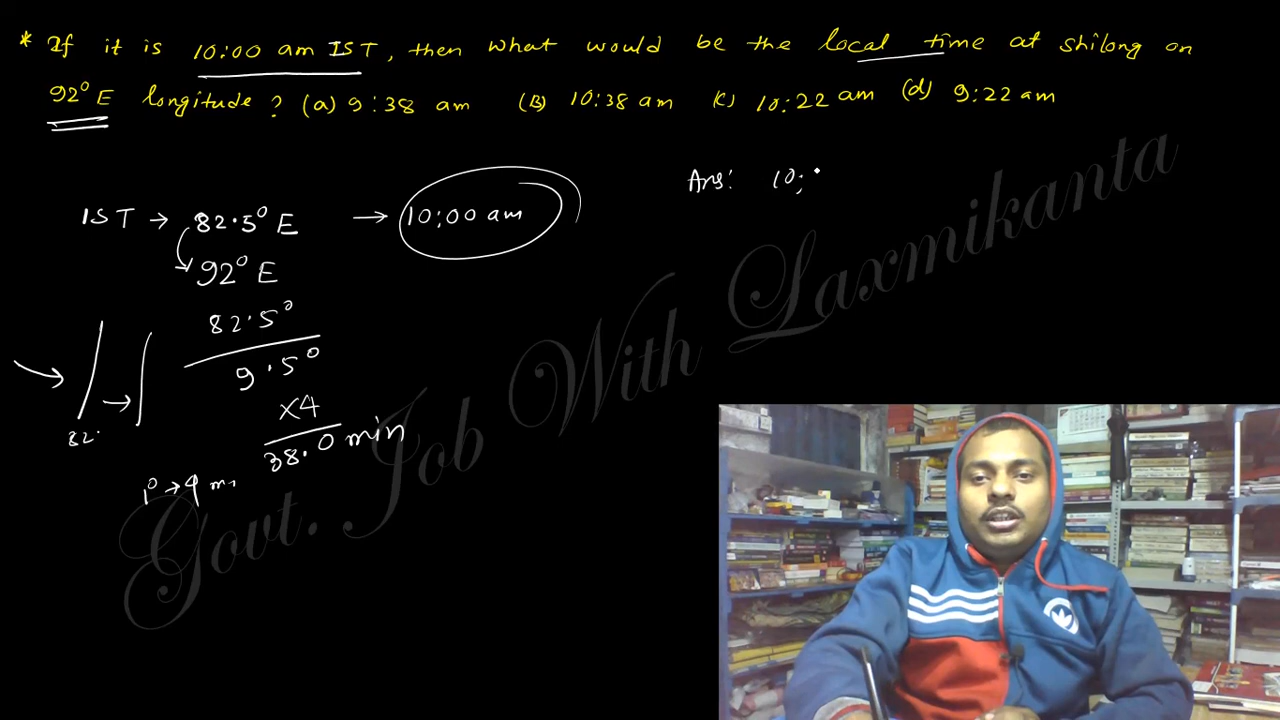 * If it is 10:00 am IST, then what would be the local time at shilong on
92° E longitude? (a) 9:38 am (B) 10:38 am (c) 10:22 am (d) 9:22 am
Ans: 10:
IST → 82.5° E → 10:00 am
92° E
82.5°
9.5°
×4
38.0 min
82.
1° → 4 m
Govt. Job With Laxmikanta